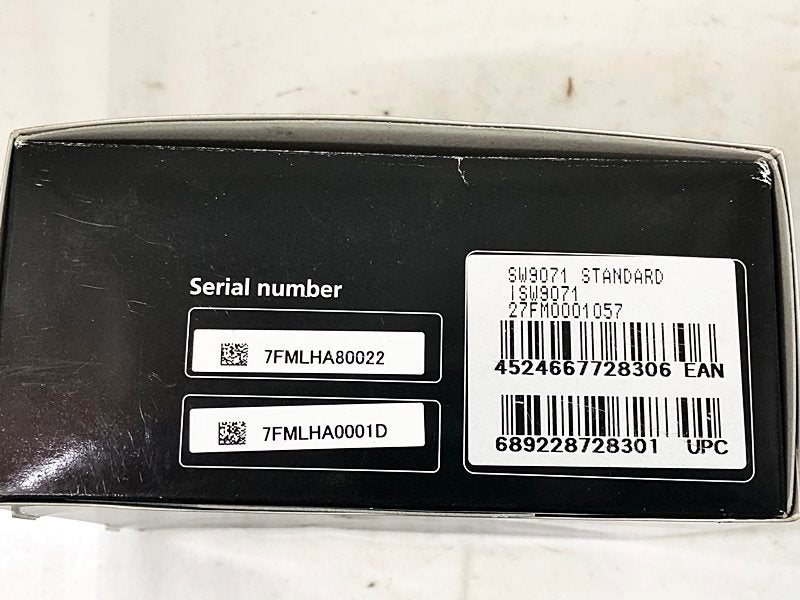 Serial number
7FMLHA80022
7FMLHA0001D
SW9071 STANDARD
ISW9071
27FM0001057
4524667728306 EAN
689228728301 UPC